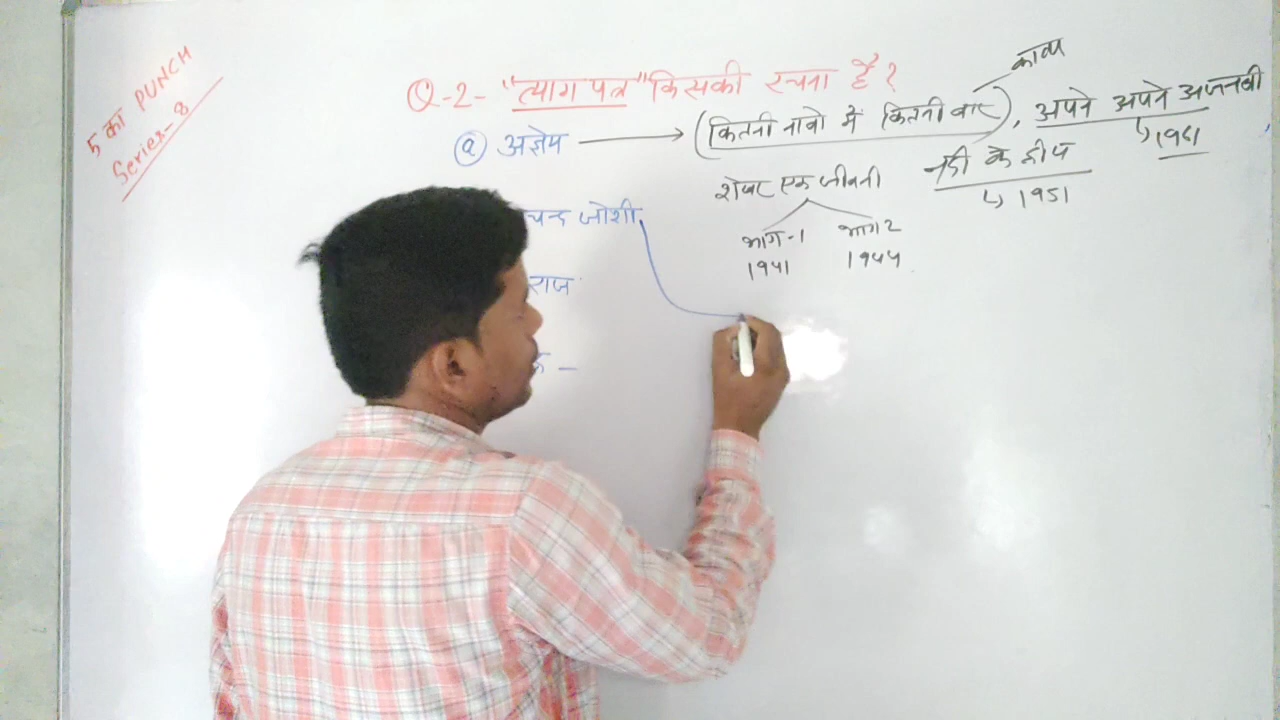 5 का PUNCH
Series-8
Q-2- "त्याग पत्र" किसकी रचना है ?
काव्य
(a) अज्ञेय → (कितनी नावो में कितनी बार), अपने अपने अजनबी
↳ 1961
नदी के द्वीप
↳ 1951
शेखर एक जीवनी
भाग-1 भाग 2
1941 1944
चन्द्र जोशी
राज